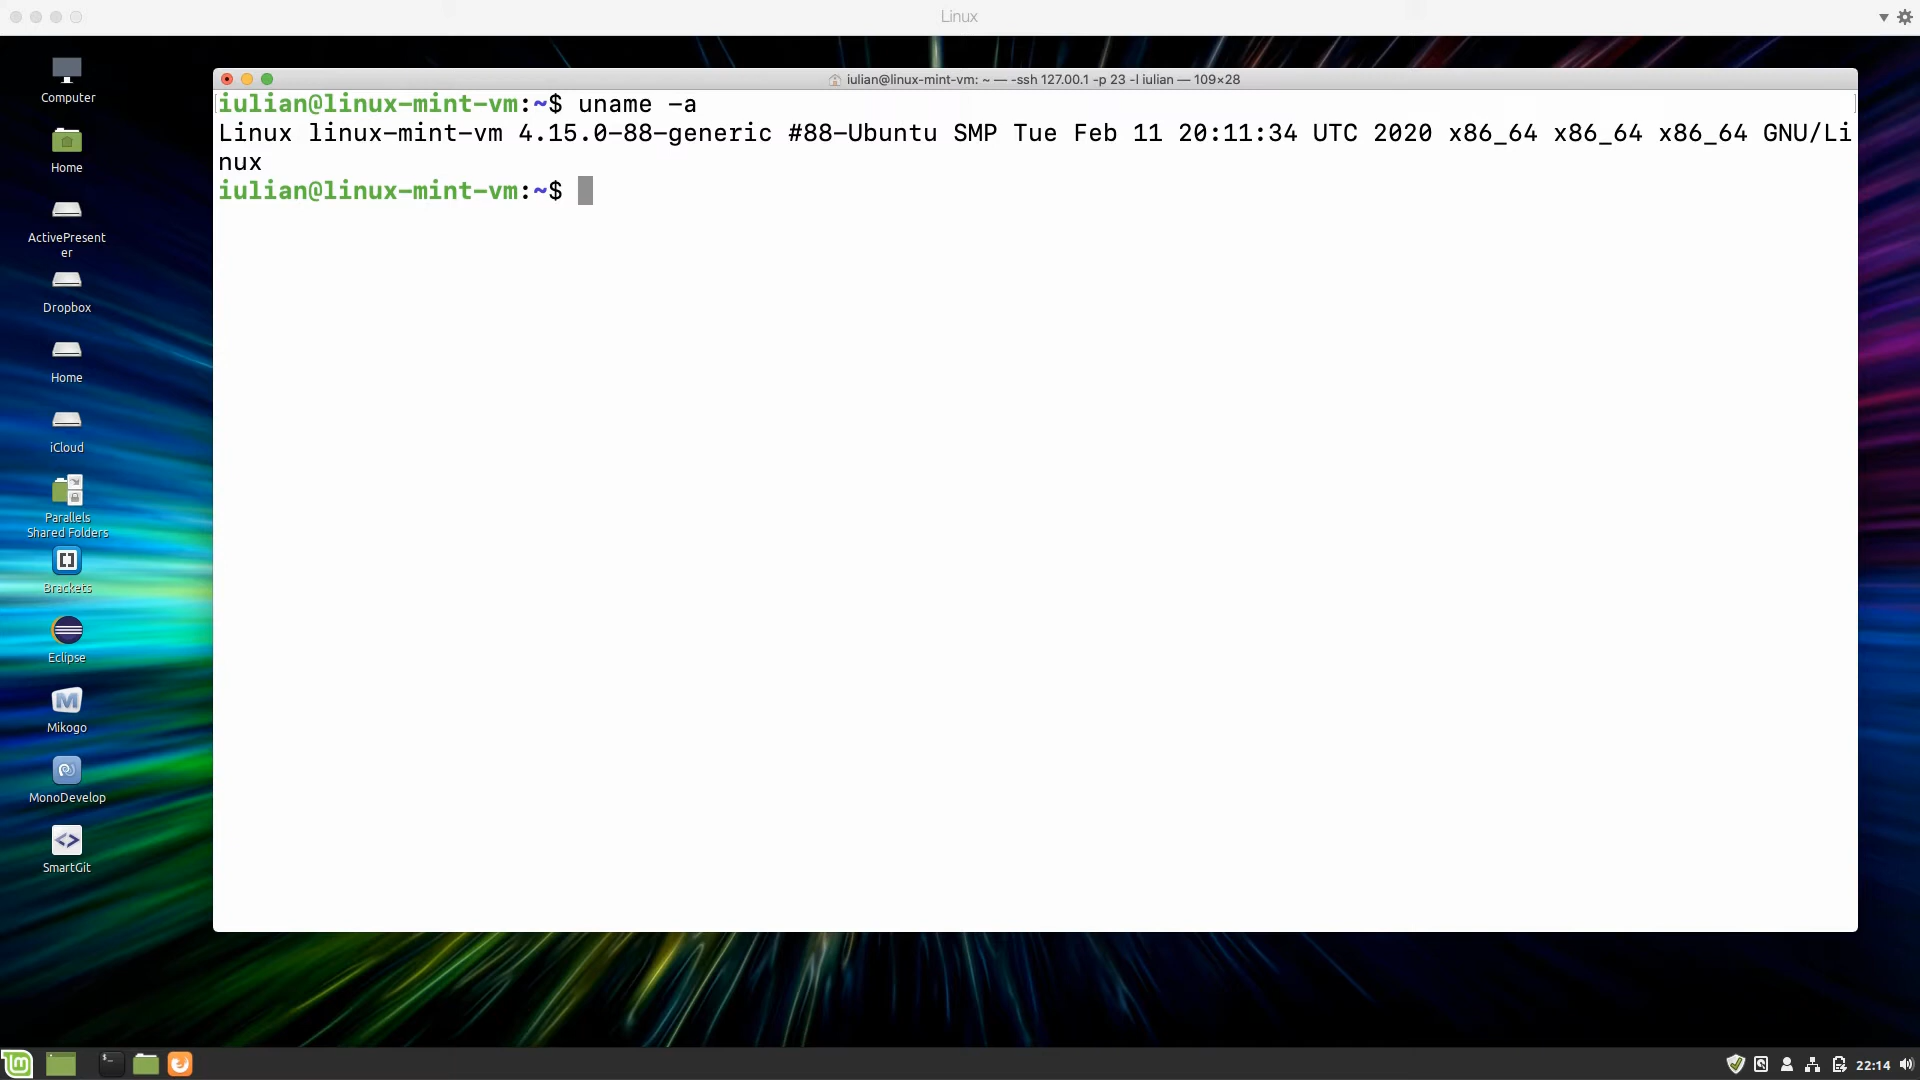 Linux
Computer
Home
ActivePresent
er
Dropbox
Home
iCloud
Parallels
Shared Folders
Brackets
Eclipse
Mikogo
MonoDevelop
SmartGit
iulian@linux-mint-vm: ~ — -ssh 127.00.1 -p 23 -l iulian — 109×28
iulian@linux-mint-vm:~$ uname -a
Linux linux-mint-vm 4.15.0-88-generic #88-Ubuntu SMP Tue Feb 11 20:11:34 UTC 2020 x86_64 x86_64 x86_64 GNU/Li
nux
iulian@linux-mint-vm:~$
22:14